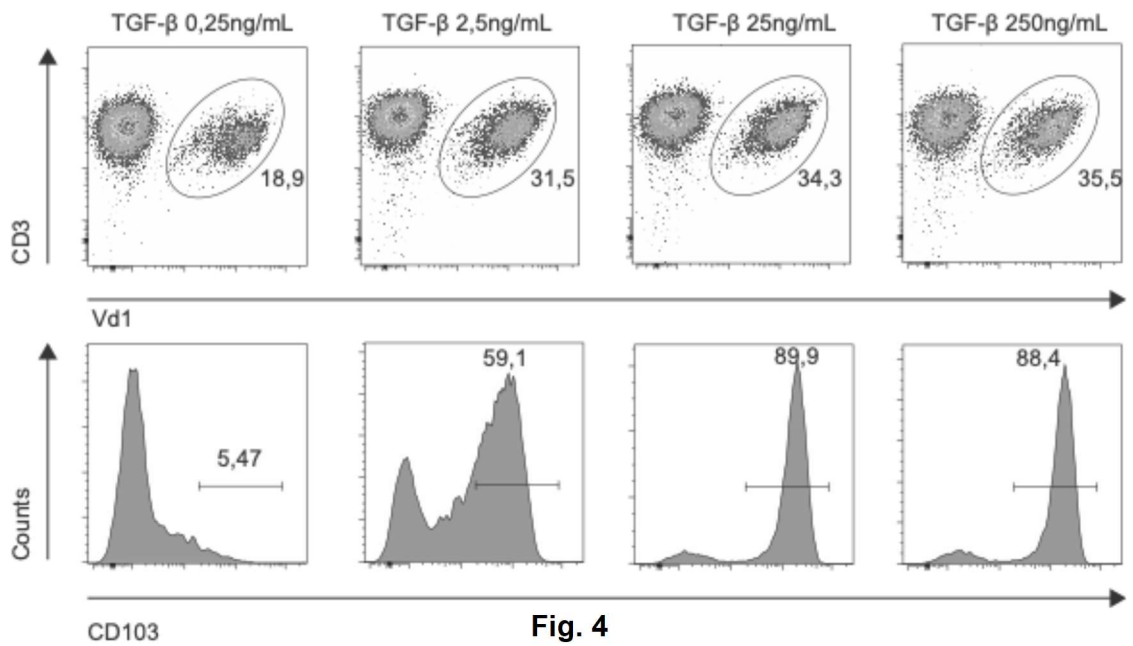 TGF-β 0,25ng/mL
TGF-β 2,5ng/mL
TGF-β 25ng/mL
TGF-β 250ng/mL
CD3
18,9
31,5
34,3
35,5
Vd1
Counts
5,47
59,1
89,9
88,4
CD103
Fig. 4